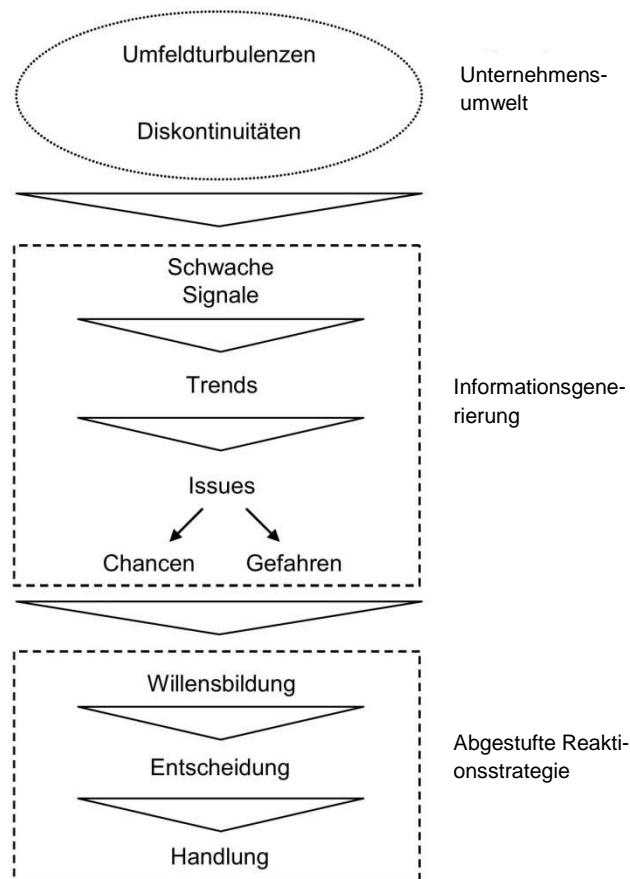 Umfeldturbulenzen
Diskontinuitäten
Unternehmens-
umwelt
Schwache
Signale
Trends
Issues
Chancen Gefahren
Informationsgene-
rierung
Willensbildung
Entscheidung
Handlung
Abgestufte Reakti-
onsstrategie